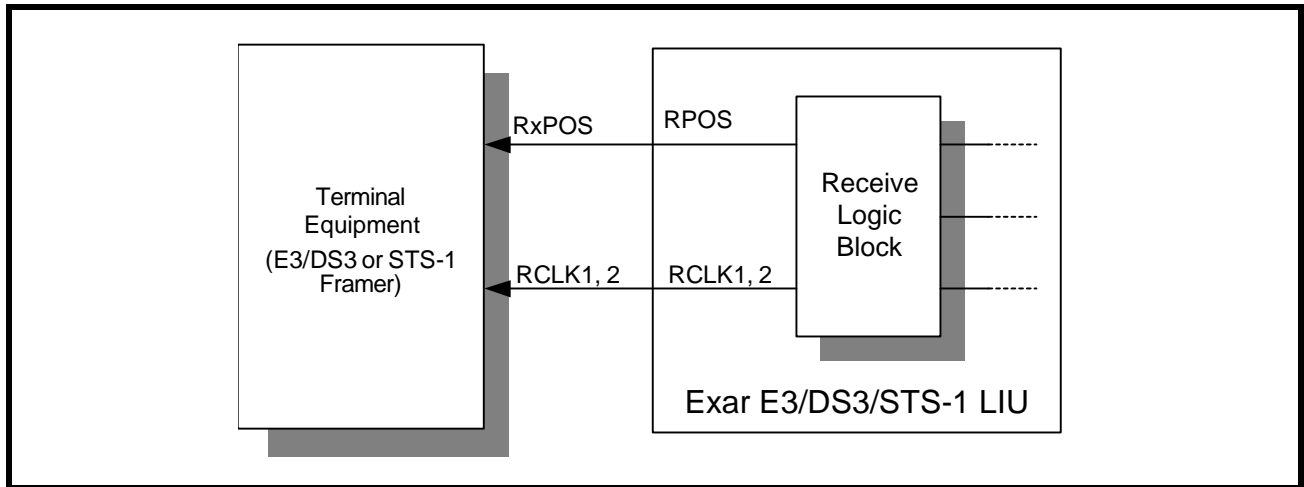 RxPOS
RPOS
Terminal
Equipment
(E3/DS3 or STS-1
Framer)
Receive
Logic
Block
RCLK1, 2
RCLK1, 2
Exar E3/DS3/STS-1 LIU